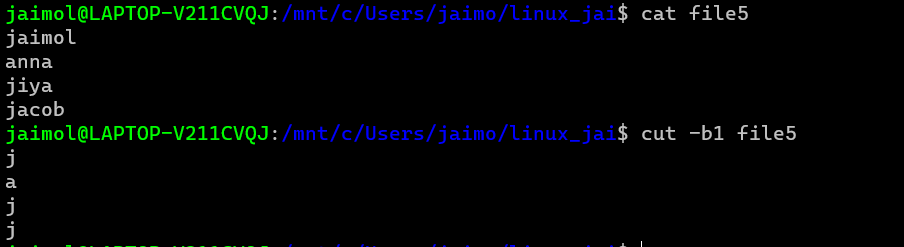 jaimol@LAPTOP-V211CVQJ:/mnt/c/Users/jaimo/linux_jai$ cat file5
jaimol
anna
jiya
jacob
jaimol@LAPTOP-V211CVQJ:/mnt/c/Users/jaimo/linux_jai$ cut -b1 file5
j
a
j
j